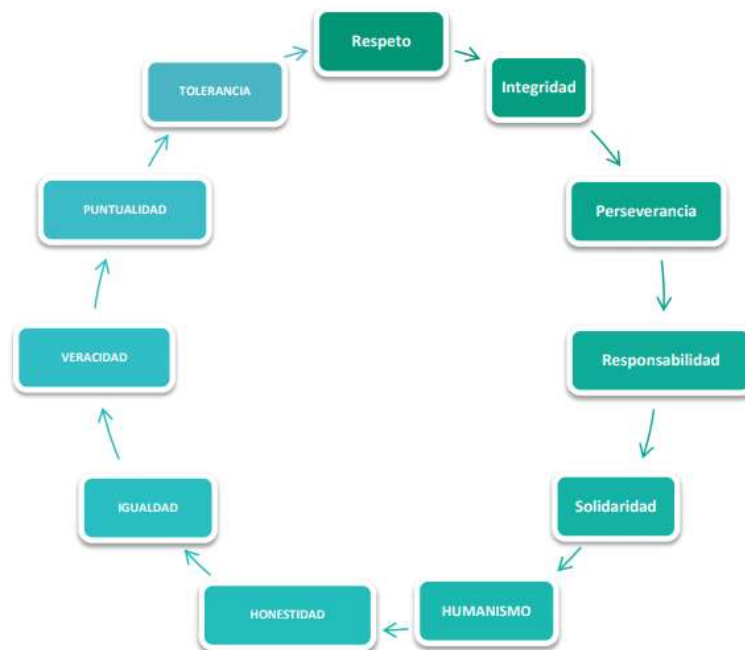 Respeto
Integridad
Perseverancia
Responsabilidad
Solidaridad
HUMANISMO
HONESTIDAD
IGUALDAD
VERACIDAD
PUNTUALIDAD
TOLERANCIA